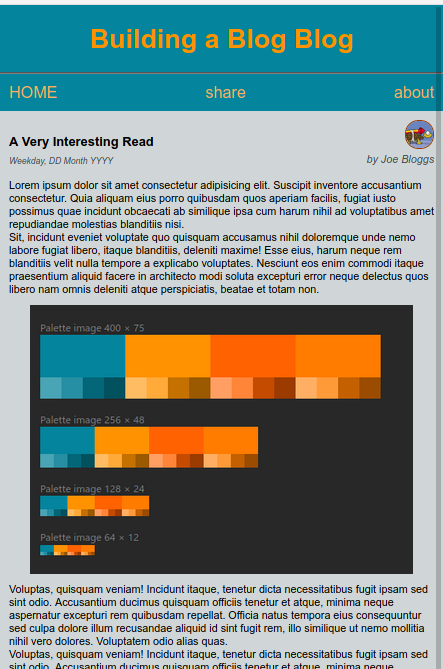 Building a Blog Blog
HOME share about
A Very Interesting Read
Weekday, DD Month YYYY by Joe Bloggs
Lorem ipsum dolor sit amet consectetur adipisicing elit. Suscipit inventore accusantium
consectetur. Quia aliquam eius porro quibusdam quos aperiam facilis, fugiat iusto
possimus quae incidunt obcaecati ab similique ipsa cum harum nihil ad voluptatibus amet
repudiandae molestias blanditiis nisi.
Sit, incidunt eveniet voluptate quo quisquam accusamus nihil doloremque unde nemo
labore fugiat libero, itaque blanditiis, deleniti maxime! Esse eius, harum neque rem
blanditiis velit nulla tempore a explicabo voluptates. Nesciunt eos enim commodi itaque
praesentium aliquid facere in architecto modi soluta excepturi error neque delectus quos
libero nam omnis deleniti atque perspiciatis, beatae et totam non.
Palette image 400 × 75
Palette image 256 × 48
Palette image 128 × 24
Palette image 64 × 12
Voluptas, quisquam veniam! Incidunt itaque, tenetur dicta necessitatibus fugit ipsam sed
sint odio. Accusantium ducimus quisquam officiis tenetur et atque, minima neque
aspernatur excepturi rem quibusdam repellat. Officia natus tempora eius consequuntur
sed culpa dolore illum recusandae aliquid id sint fugit rem, illo similique ut nemo mollitia
nihil vero dolores. Voluptatem odio alias quas.
Voluptas, quisquam veniam! Incidunt itaque, tenetur dicta necessitatibus fugit ipsam sed
sint odio. Accusantium ducimus quisquam officiis tenetur et atque, minima neque